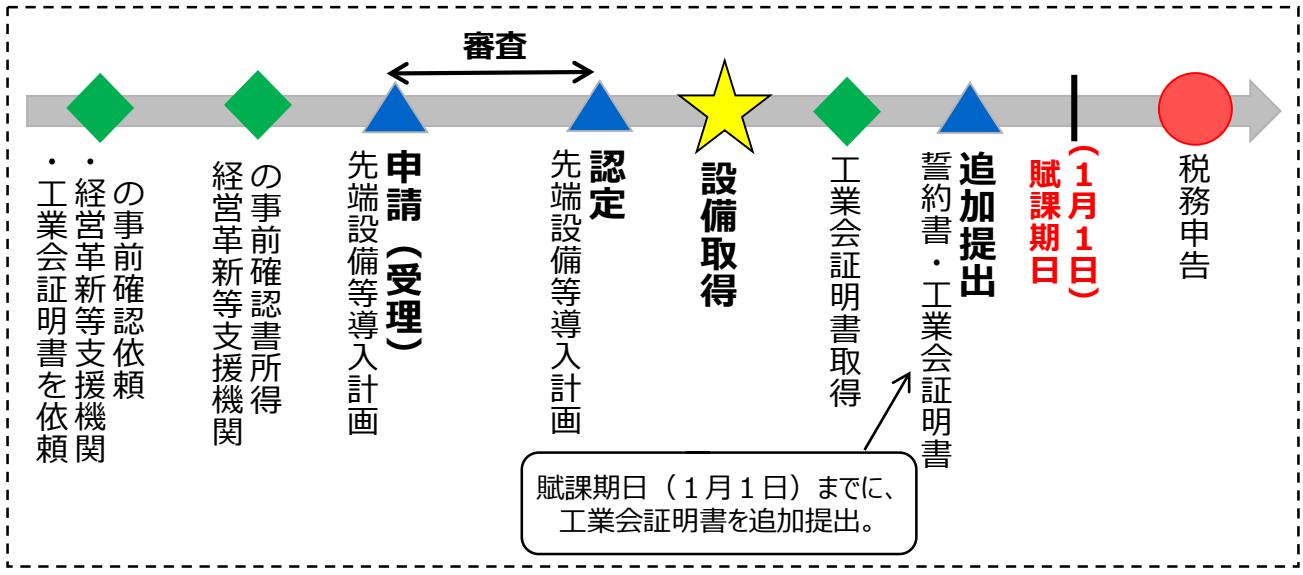 審査
・経営革新等支援機関
の事前確認依頼
・工業会証明書を依頼
経営革新等支援機関
の事前確認書所得
申請（受理）
先端設備等導入計画
認定
先端設備等導入計画
設備取得
工業会証明書取得
追加提出
誓約書・工業会証明書
（１月１日）
賦課期日
税務申告
賦課期日（１月１日）までに、
工業会証明書を追加提出。